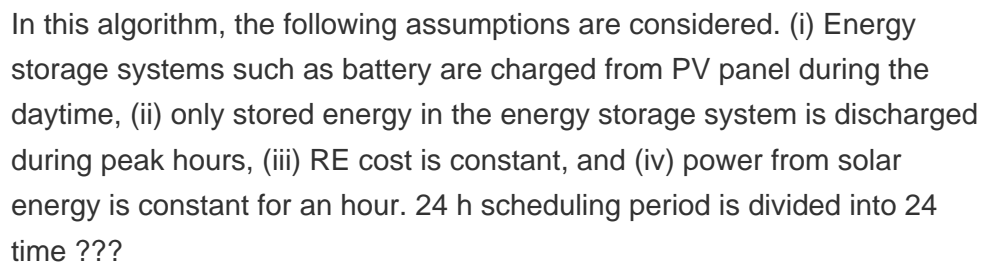 In this algorithm, the following assumptions are considered. (i) Energy
storage systems such as battery are charged from PV panel during the
daytime, (ii) only stored energy in the energy storage system is discharged
during peak hours, (iii) RE cost is constant, and (iv) power from solar
energy is constant for an hour. 24 h scheduling period is divided into 24
time ???